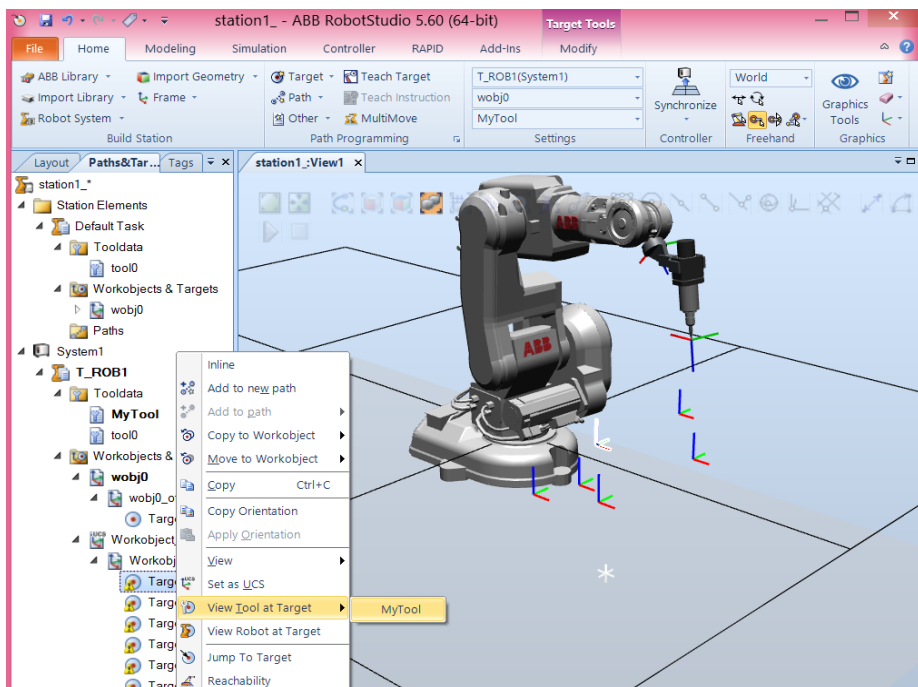 station1_ - ABB RobotStudio 5.60 (64-bit)
Target Tools
File Home Modeling Simulation Controller RAPID Add-Ins Modify
ABB Library Import Geometry Target Teach Target T_ROB1(System1) World
Import Library Frame Path Teach Instruction wobj0 Synchronize Graphics
Robot System Other MultiMove MyTool Tools
Build Station Path Programming Settings Controller Freehand Graphics
Layout Paths&Tar... Tags station1_:View1
station1_*
Station Elements
Default Task
Tooldata
tool0
Workobjects & Targets
wobj0
Paths
System1
T_ROB1
Tooldata
MyTool
tool0
Workobjects &
wobj0
wobj0_o
Targ
Workobject_
Workobj
Targ
Targ
Targ
Targ
Targ
Targ
Inline
Add to new path
Add to path
Copy to Workobject
Move to Workobject
Copy Ctrl+C
Copy Orientation
Apply Orientation
View
Set as UCS
View Tool at Target MyTool
View Robot at Target
Jump To Target
Reachability
ABB
ABB